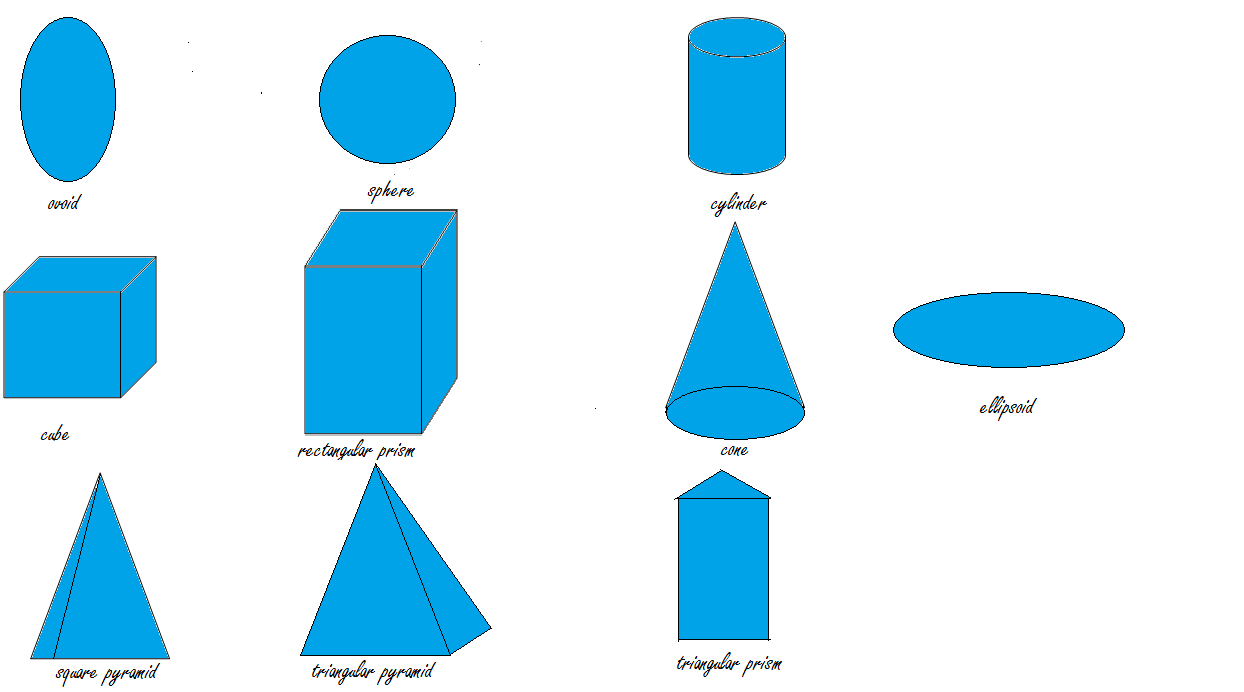 ovoid
sphere
cylinder
cube
rectangular prism
cone
ellipsoid
square pyramid
triangular pyramid
triangular prism